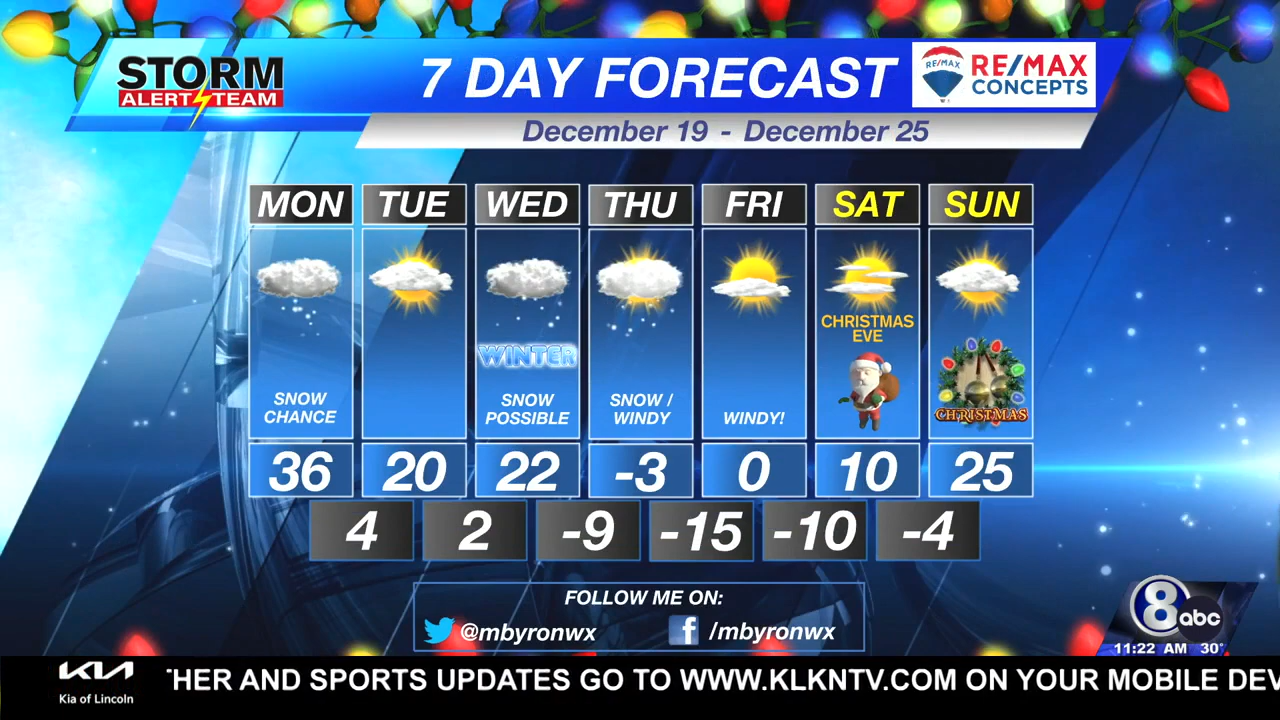 STORM
ALERT TEAM
7 DAY FORECAST
RE/MAX
RE/MAX
CONCEPTS
December 19 - December 25
MON TUE WED THU FRI SAT SUN
CHRISTMAS
EVE
WINTER
SNOW
CHANCE
SNOW
POSSIBLE
SNOW /
WINDY
WINDY!
CHRISTMAS
36 20 22 -3 0 10 25
4 2 -9 -15 -10 -4
FOLLOW ME ON:
@mbyronwx f /mbyronwx
8 abc
11:22 AM 30°
KIA
Kia of Lincoln
THER AND SPORTS UPDATES GO TO WWW.KLKNTV.COM ON YOUR MOBILE DEV